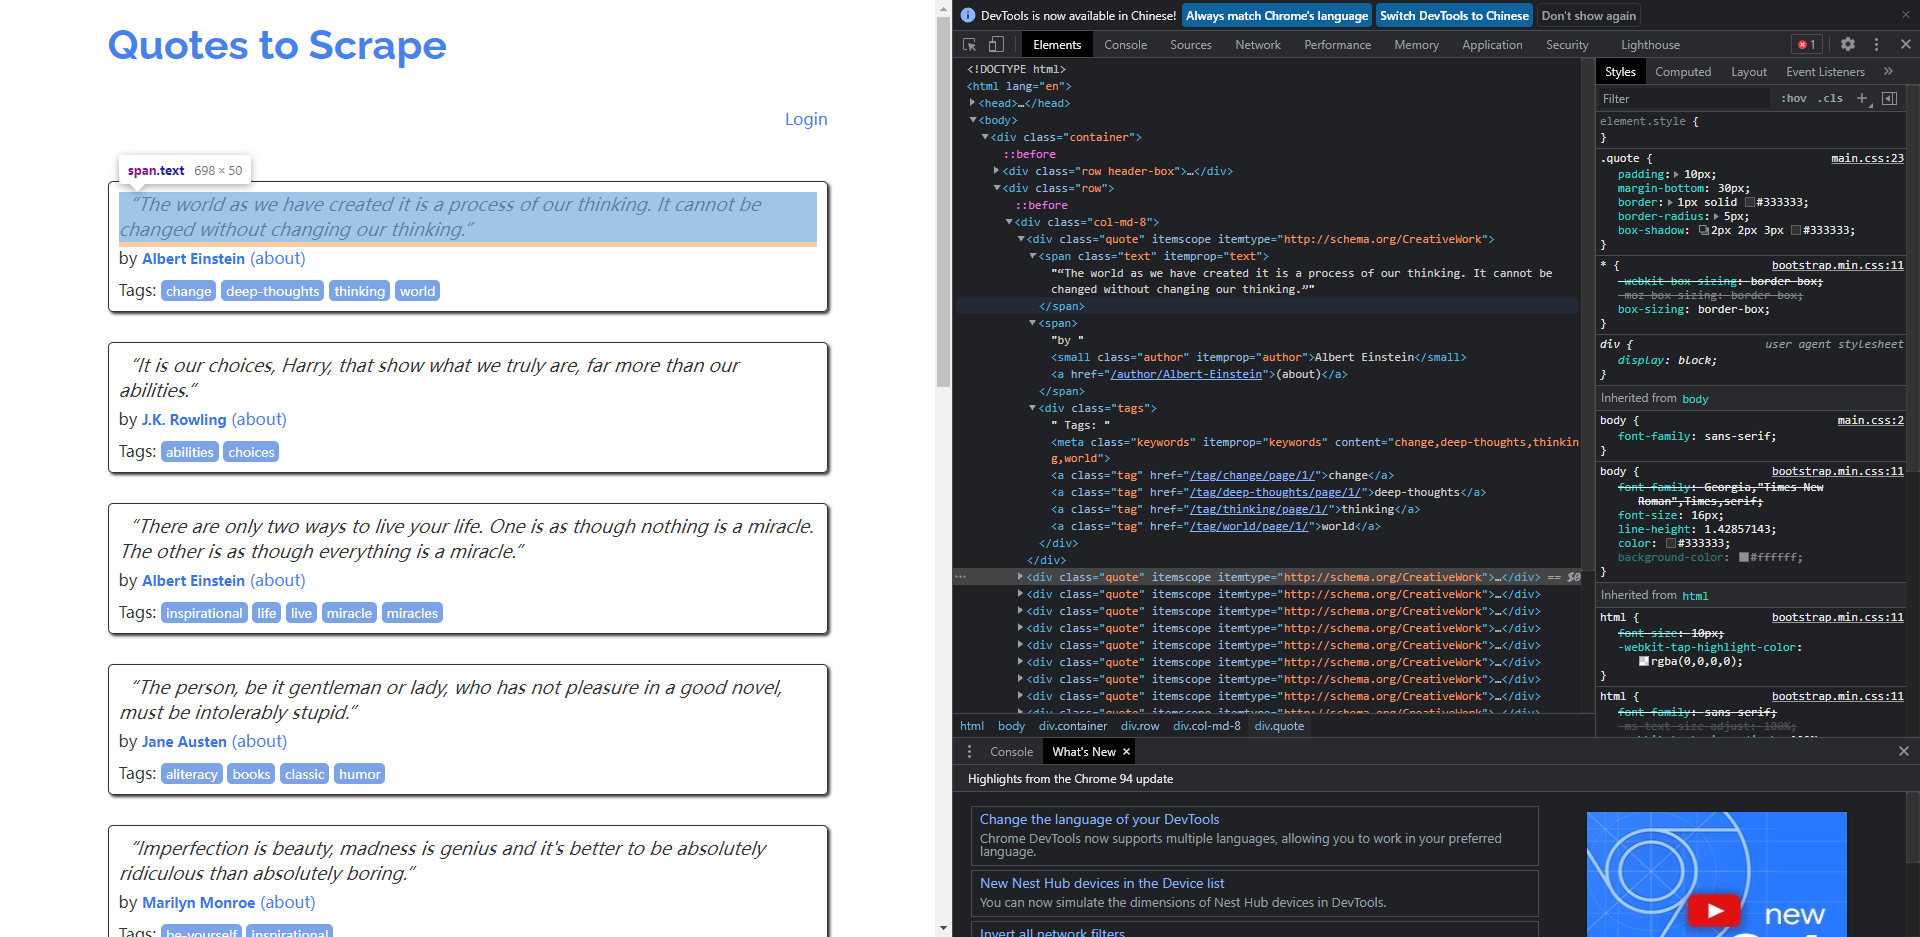 Quotes to Scrape
Login
span.text 698 × 50
“The world as we have created it is a process of our thinking. It cannot be
changed without changing our thinking.”
by Albert Einstein (about)
Tags: change deep-thoughts thinking world
“It is our choices, Harry, that show what we truly are, far more than our
abilities.”
by J.K. Rowling (about)
Tags: abilities choices
“There are only two ways to live your life. One is as though nothing is a miracle.
The other is as though everything is a miracle.”
by Albert Einstein (about)
Tags: inspirational life live miracle miracles
“The person, be it gentleman or lady, who has not pleasure in a good novel,
must be intolerably stupid.”
by Jane Austen (about)
Tags: aliteracy books classic humor
“Imperfection is beauty, madness is genius and it's better to be absolutely
ridiculous than absolutely boring.”
by Marilyn Monroe (about)
Tags: be-yourself inspirational
DevTools is now available in Chinese! Always match Chrome's language Switch DevTools to Chinese Don't show again
Elements Console Sources Network Performance Memory Application Security Lighthouse 1
<!DOCTYPE html>
<html lang="en">
<head>…</head>
<body>
<div class="container">
::before
<div class="row header-box">…</div>
<div class="row">
::before
<div class="col-md-8">
<div class="quote" itemscope itemtype="http://schema.org/CreativeWork">
<span class="text" itemprop="text">
"“The world as we have created it is a process of our thinking. It cannot be
changed without changing our thinking.”"
</span>
<span>
"by "
<small class="author" itemprop="author">Albert Einstein</small>
<a href="/author/Albert-Einstein">(about)</a>
</span>
<div class="tags">
" Tags: "
<meta class="keywords" itemprop="keywords" content="change,deep-thoughts,thinkin
g,world">
<a class="tag" href="/tag/change/page/1/">change</a>
<a class="tag" href="/tag/deep-thoughts/page/1/">deep-thoughts</a>
<a class="tag" href="/tag/thinking/page/1/">thinking</a>
<a class="tag" href="/tag/world/page/1/">world</a>
</div>
</div>
<div class="quote" itemscope itemtype="http://schema.org/CreativeWork">…</div> == $0
<div class="quote" itemscope itemtype="http://schema.org/CreativeWork">…</div>
<div class="quote" itemscope itemtype="http://schema.org/CreativeWork">…</div>
<div class="quote" itemscope itemtype="http://schema.org/CreativeWork">…</div>
<div class="quote" itemscope itemtype="http://schema.org/CreativeWork">…</div>
<div class="quote" itemscope itemtype="http://schema.org/CreativeWork">…</div>
<div class="quote" itemscope itemtype="http://schema.org/CreativeWork">…</div>
<div class="quote" itemscope itemtype="http://schema.org/CreativeWork">…</div>
<div class="quote" itemscope itemtype="http://schema.org/CreativeWork">…</div>
html body div.container div.row div.col-md-8 div.quote
Styles Computed Layout Event Listeners
Filter :hov .cls
element.style {
}
.quote { main.css:23
padding: 10px;
margin-bottom: 30px;
border: 1px solid #333333;
border-radius: 5px;
box-shadow: 2px 2px 3px #333333;
}
* { bootstrap.min.css:11
-webkit-box-sizing: border-box;
-moz-box-sizing: border-box;
box-sizing: border-box;
}
div { user agent stylesheet
display: block;
}
Inherited from body
body { main.css:2
font-family: sans-serif;
}
body { bootstrap.min.css:11
font-family: Georgia,"Times New
Roman",Times,serif;
font-size: 16px;
line-height: 1.42857143;
color: #333333;
background-color: #ffffff;
}
Inherited from html
html { bootstrap.min.css:11
font-size: 10px;
-webkit-tap-highlight-color:
rgba(0,0,0,0);
}
html { bootstrap.min.css:11
font-family: sans-serif;
-ms-text-size-adjust: 100%;
Console What's New
Highlights from the Chrome 94 update
Change the language of your DevTools
Chrome DevTools now supports multiple languages, allowing you to work in your preferred
language.
New Nest Hub devices in the Device list
You can now simulate the dimensions of Nest Hub devices in DevTools.
Invert all network filters
new